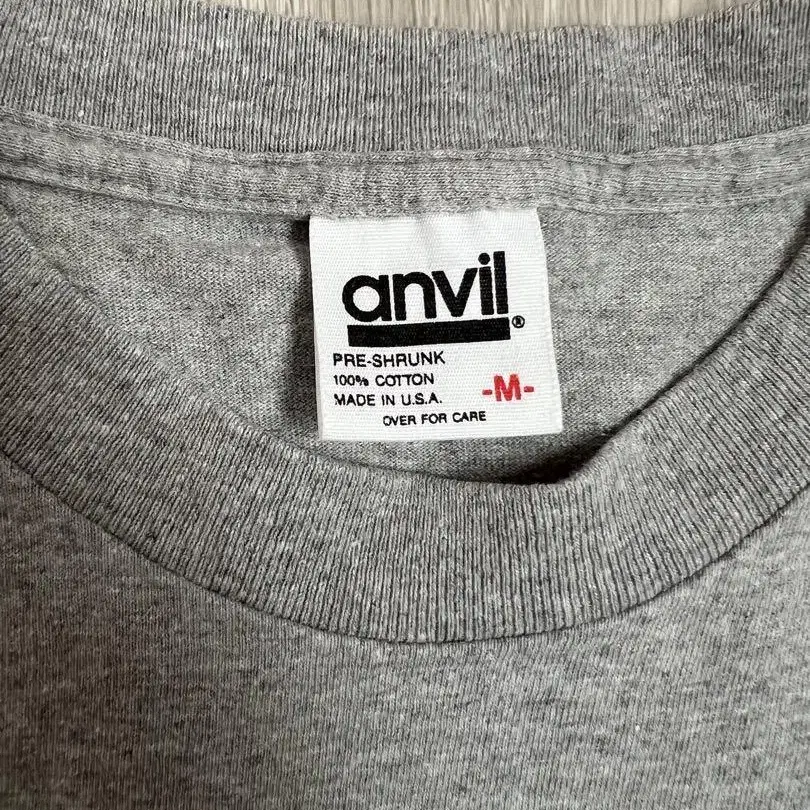 anvil®
PRE-SHRUNK
100% COTTON
MADE IN U.S.A.
-M-
OVER FOR CARE